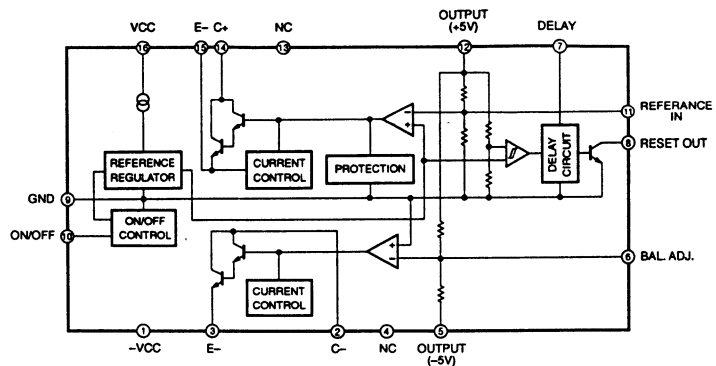 OUTPUT
(+5V)
VCC
E– C+
NC
DELAY
16
15
14
13
12
7
11
REFERANCE
IN
8
RESET OUT
REFERENCE
REGULATOR
CURRENT
CONTROL
PROTECTION
DELAY
CIRCUIT
–
+
GND
9
ON/OFF
10
ON/OFF
CONTROL
+
–
6
BAL. ADJ.
CURRENT
CONTROL
1
3
2
4
5
–VCC
E–
C–
NC
OUTPUT
(–5V)